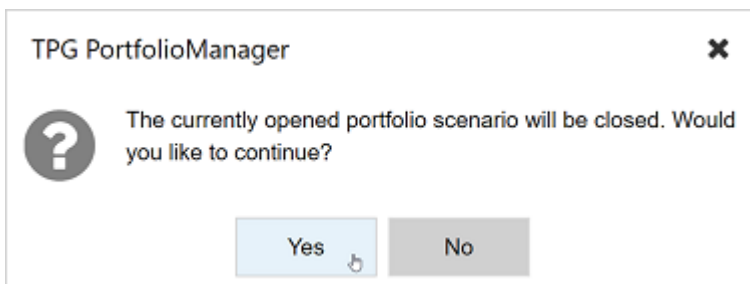 TPG PortfolioManager
The currently opened portfolio scenario will be closed. Would
you like to continue?
Yes
No